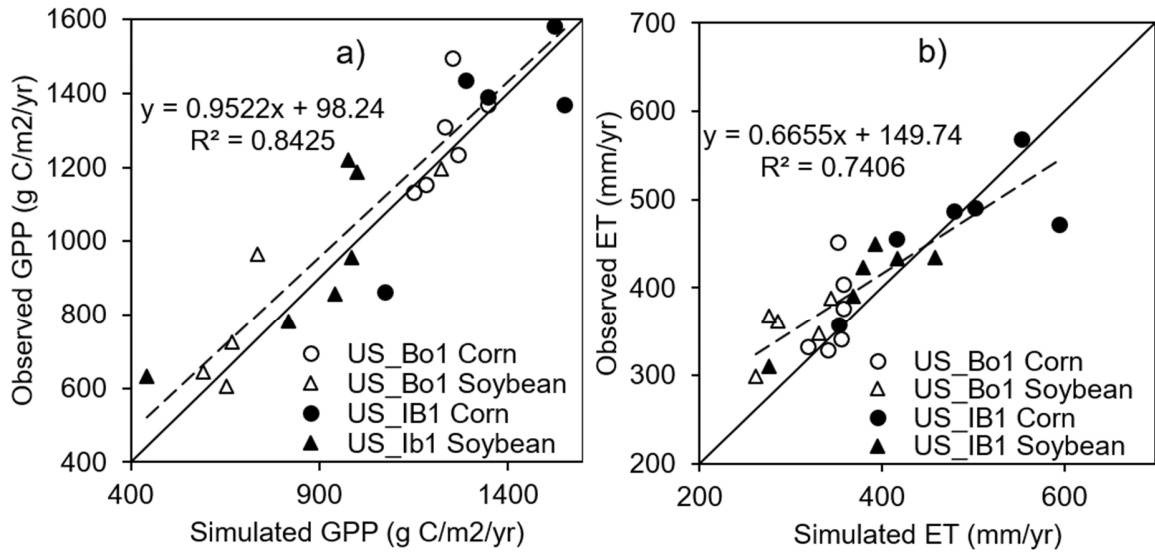 a)
y = 0.9522x + 98.24
R² = 0.8425
Observed GPP (g C/m2/yr)
1600
1400
1200
1000
800
600
400
400 900 1400
Simulated GPP (g C/m2/yr)
US_Bo1 Corn
US_Bo1 Soybean
US_IB1 Corn
US_Ib1 Soybean
b)
y = 0.6655x + 149.74
R² = 0.7406
Observed ET (mm/yr)
700
600
500
400
300
200
200 400 600
Simulated ET (mm/yr)
US_Bo1 Corn
US_Bo1 Soybean
US_IB1 Corn
US_IB1 Soybean